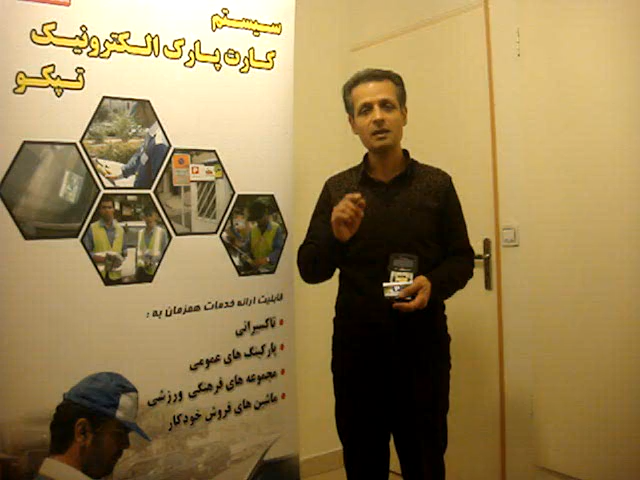 سیستم
کارت پارک الکترونیک
تپکو
قابلیت ارائه خدمات همزمان به :
• تاکسیرانی
• پارکینگ های عمومی
• مجموعه های فرهنگی ورزشی
• ماشین های فروش خودکار